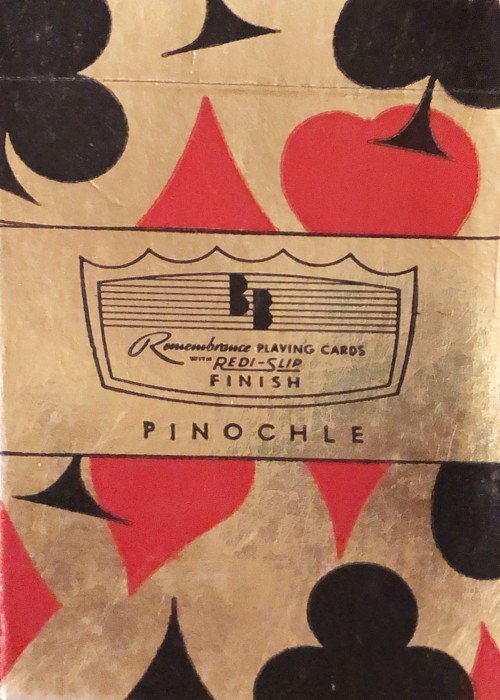 BB
Remembrance PLAYING CARDS
WITH REDI-SLIP
FINISH
PINOCHLE